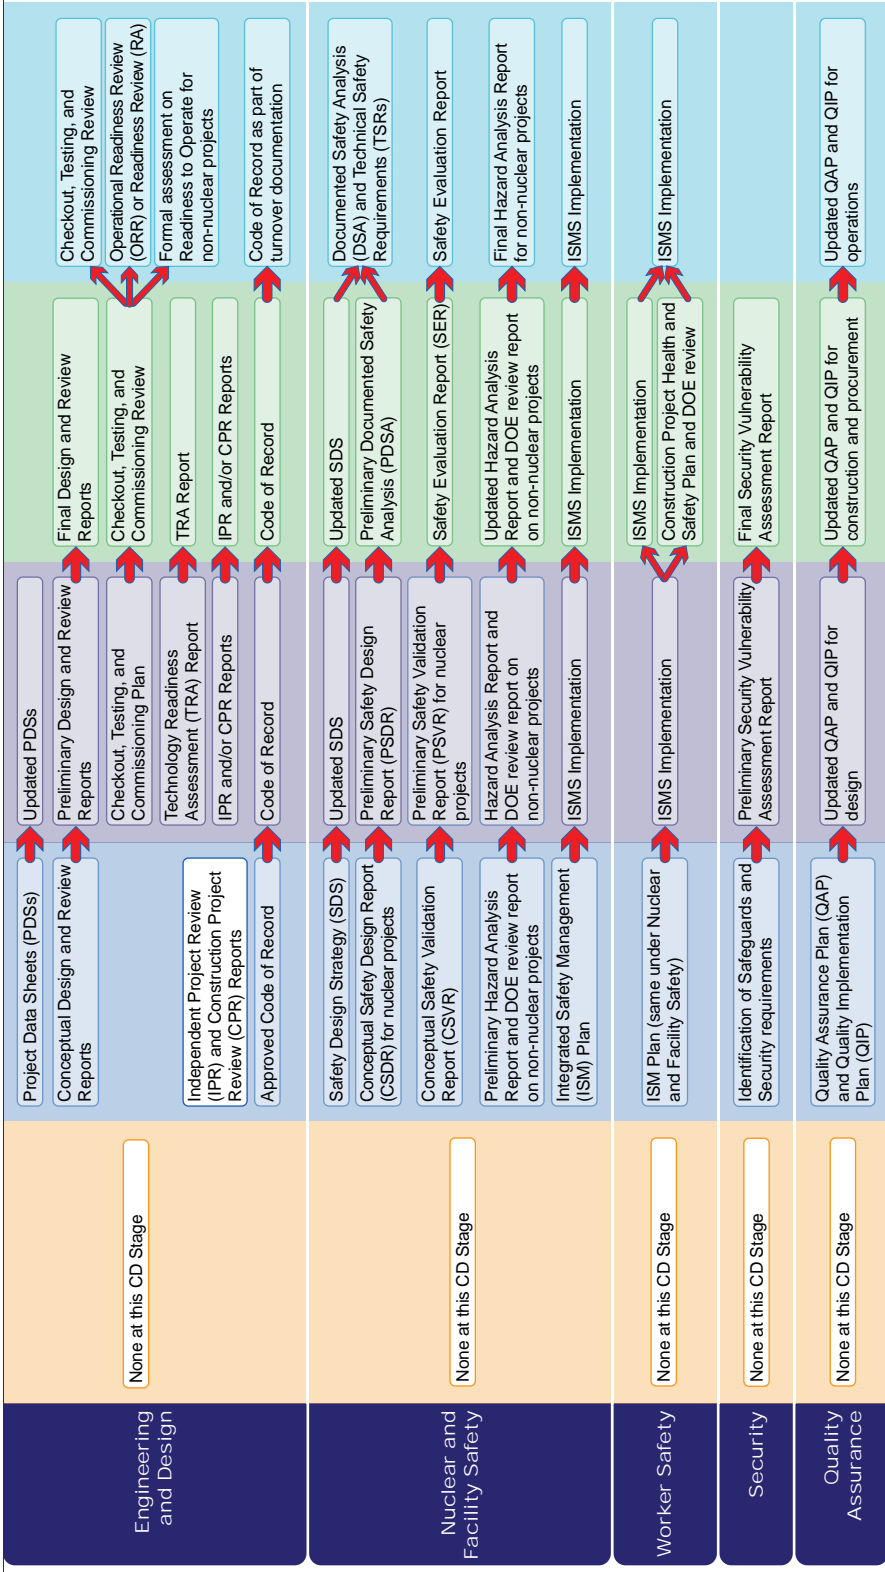 Engineering
and Design
None at this CD Stage
Project Data Sheets (PDSs)
Conceptual Design and Review
Reports
Independent Project Review
(IPR) and Construction Project
Review (CPR) Reports
Approved Code of Record
Updated PDSs
Preliminary Design and Review
Reports
Checkout, Testing, and
Commissioning Plan
Technology Readiness
Assessment (TRA) Report
IPR and/or CPR Reports
Code of Record
Final Design and Review
Reports
Checkout, Testing, and
Commissioning Review
TRA Report
IPR and/or CPR Reports
Code of Record
Checkout, Testing, and
Commissioning Review
Operational Readiness Review
(ORR) or Readiness Review (RA)
Formal assessment on
Readiness to Operate for
non-nuclear projects
Code of Record as part of
turnover documentation
Nuclear and
Facility Safety
None at this CD Stage
Safety Design Strategy (SDS)
Conceptual Safety Design Report
(CSDR) for nuclear projects
Conceptual Safety Validation
Report (CSVR)
Preliminary Hazard Analysis
Report and DOE review report
on non-nuclear projects
Integrated Safety Management
(ISM) Plan
Updated SDS
Preliminary Safety Design
Report (PSDR)
Preliminary Safety Validation
Report (PSVR) for nuclear
projects
Hazard Analysis Report and
DOE review report on
non-nuclear projects
ISMS Implementation
Updated SDS
Preliminary Documented Safety
Analysis (PDSA)
Safety Evaluation Report (SER)
Updated Hazard Analysis
Report and DOE review report
on non-nuclear projects
ISMS Implementation
Documented Safety Analysis
(DSA) and Technical Safety
Requirements (TSRs)
Safety Evaluation Report
Final Hazard Analysis Report
for non-nuclear projects
ISMS Implementation
Worker Safety
None at this CD Stage
ISM Plan (same under Nuclear
and Facility Safety)
ISMS Implementation
ISMS Implementation
Construction Project Health and
Safety Plan and DOE review
ISMS Implementation
Security
None at this CD Stage
Identification of Safeguards and
Security requirements
Preliminary Security Vulnerability
Assessment Report
Final Security Vulnerability
Assessment Report
Quality
Assurance
None at this CD Stage
Quality Assurance Plan (QAP)
and Quality Implementation
Plan (QIP)
Updated QAP and QIP for
design
Updated QAP and QIP for
construction and procurement
Updated QAP and QIP for
operations